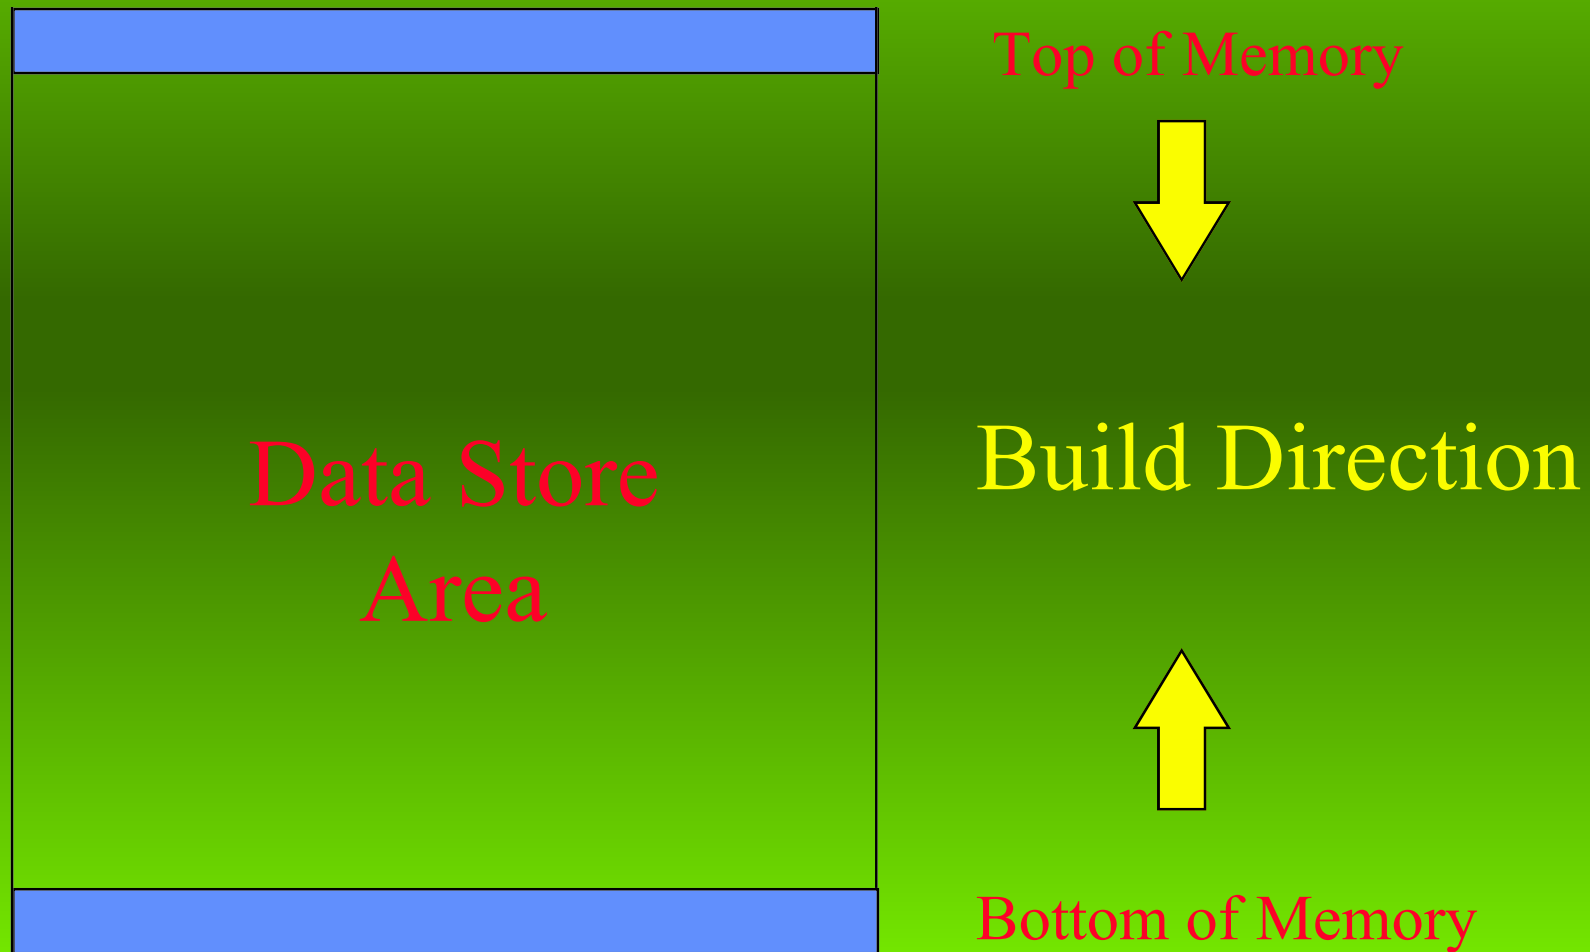 Top of Memory
Data Store
Area
Build Direction
Bottom of Memory